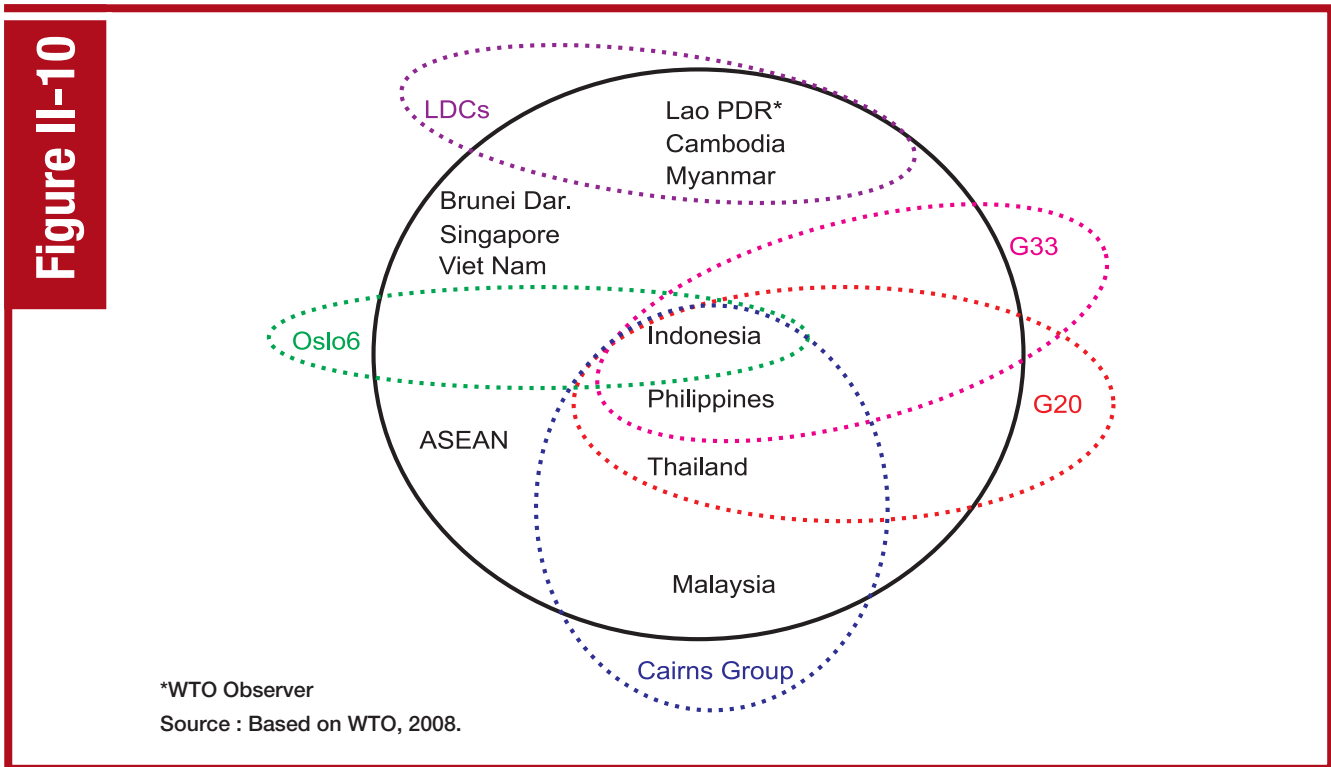 Figure II-10
LDCs
Lao PDR*
Cambodia
Myanmar
Brunei Dar.
Singapore
Viet Nam
G33
Oslo6
Indonesia
Philippines
G20
ASEAN
Thailand
Malaysia
Cairns Group
*WTO Observer
Source : Based on WTO, 2008.